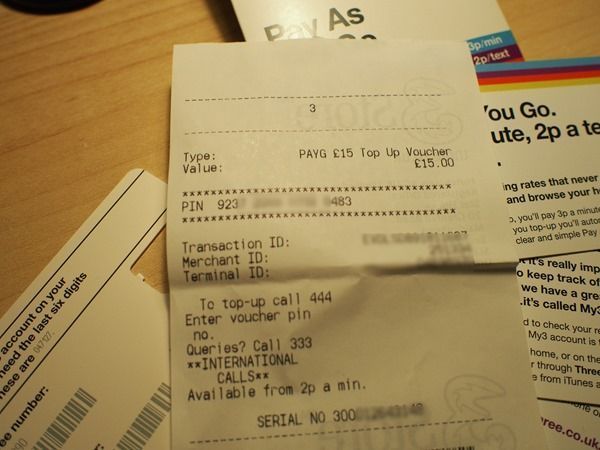 Pay As
3p/min
2p/text
3
Type: PAYG £15 Top Up Voucher
Value: £15.00
************************************
PIN 923 483
************************************
Transaction ID:
Merchant ID:
Terminal ID:
To top-up call 444
Enter voucher pin
no.
Queries? Call 333
**INTERNATIONAL
CALLS**
Available from 2p a min.
SERIAL NO 300
You Go.
ute, 2p a te
ing rates that never
and browse your
you'll pay 3p a minute
you top-up you'll auto
clear and simple Pay
it's really imp
keep track of
we have a gre
it's called My3
to check your re
My3 account is t
home, or on the
through Three
e from iTunes a
ree.co.uk
account on your
need the last six digits
hese are
ee number: